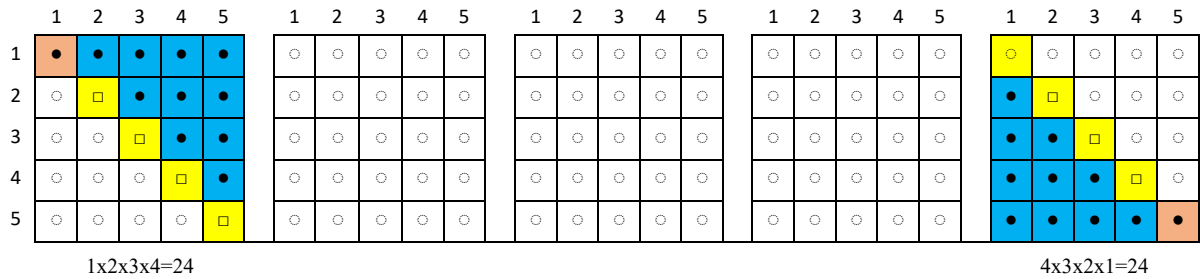 1 2 3 4 5 1 2 3 4 5 1 2 3 4 5 1 2 3 4 5 1 2 3 4 5
1 ● ● ● ● ● ◌ ◌ ◌ ◌ ◌ ◌ ◌ ◌ ◌ ◌ ◌ ◌ ◌ ◌ ◌ ◌ ◌ ◌ ◌ ◌
2 ◌ □ ● ● ● ◌ ◌ ◌ ◌ ◌ ◌ ◌ ◌ ◌ ◌ ◌ ◌ ◌ ◌ ◌ ● □ ◌ ◌ ◌
3 ◌ ◌ □ ● ● ◌ ◌ ◌ ◌ ◌ ◌ ◌ ◌ ◌ ◌ ◌ ◌ ◌ ◌ ◌ ● ● □ ◌ ◌
4 ◌ ◌ ◌ □ ● ◌ ◌ ◌ ◌ ◌ ◌ ◌ ◌ ◌ ◌ ◌ ◌ ◌ ◌ ◌ ● ● ● □ ◌
5 ◌ ◌ ◌ ◌ □ ◌ ◌ ◌ ◌ ◌ ◌ ◌ ◌ ◌ ◌ ◌ ◌ ◌ ◌ ◌ ● ● ● ● ●
1x2x3x4=24 4x3x2x1=24